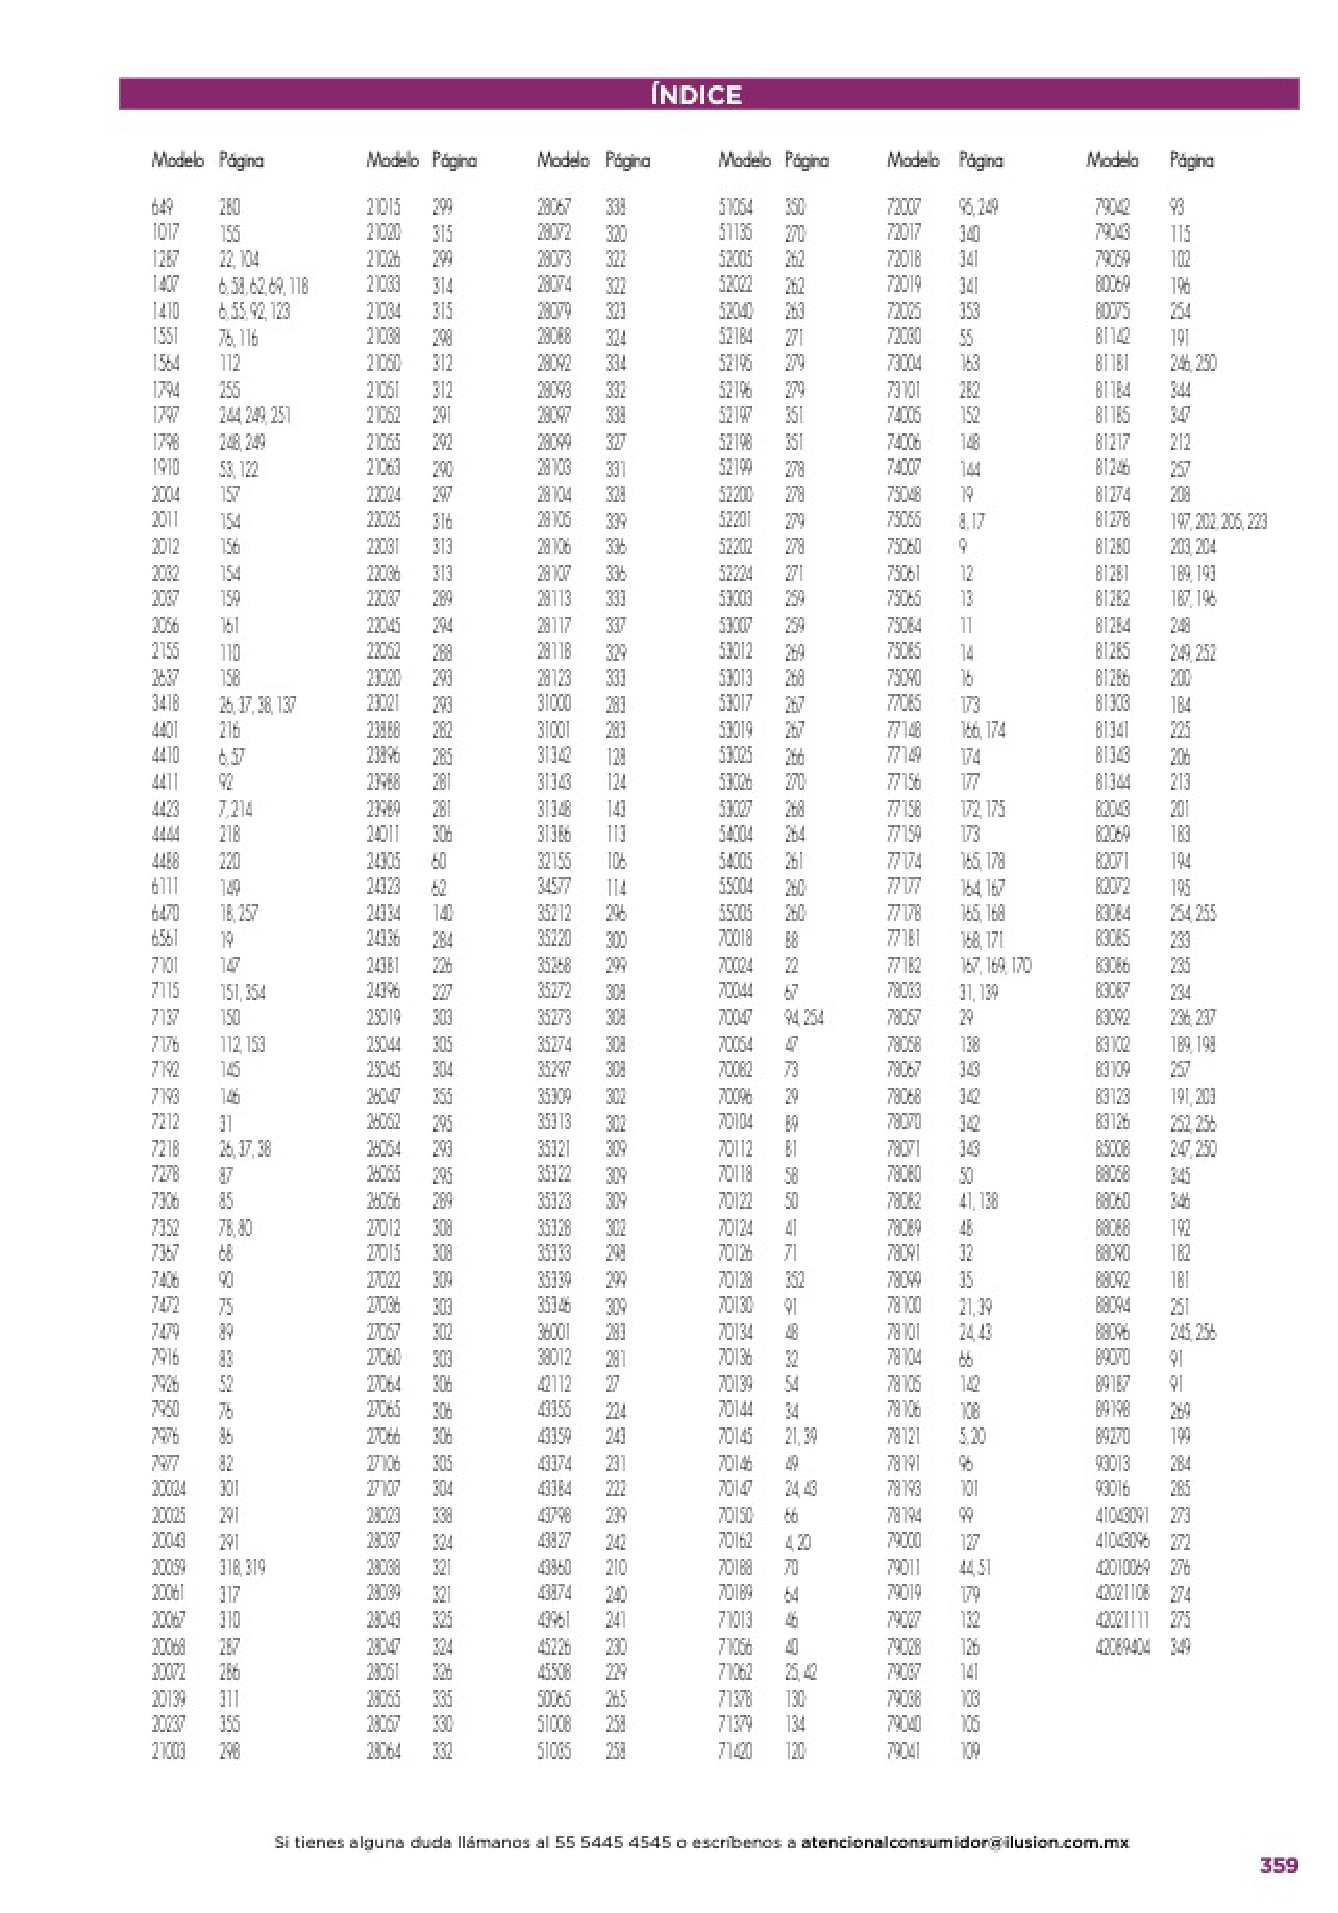 ÍNDICE
Modelo Página Modelo Página Modelo Página Modelo Página Modelo Página Modelo Página
649 280 21015 299 28067 338 51054 350 72007 95, 249 79042 93
1017 155 21020 315 28072 320 51135 270 72017 340 79043 115
1287 22, 104 21026 299 28073 322 52005 262 72018 341 79059 102
1407 6, 58, 62, 69, 118 21033 314 28074 322 52022 262 72019 341 80069 196
1410 6, 55, 92, 123 21034 315 28079 323 52040 263 72025 353 80075 254
1551 76, 116 21038 298 28088 324 52184 271 72030 55 81142 191
1564 112 21050 312 28092 334 52195 279 73004 163 81181 246, 250
1794 255 21051 312 28093 332 52196 279 73101 282 81184 344
1797 244, 249, 251 21052 291 28097 338 52197 351 74005 152 81185 347
1798 248, 249 21055 292 28099 327 52198 351 74006 148 81217 212
1910 53, 122 21063 290 28103 331 52199 278 74007 144 81246 257
2004 157 22024 297 28104 328 52200 278 75048 19 81274 208
2011 154 22025 316 28105 339 52201 279 75055 8, 17 81278 197, 202, 205, 223
2012 156 22031 313 28106 336 52202 278 75060 9 81280 203, 204
2032 154 22036 313 28107 336 52224 271 75061 12 81281 189, 193
2037 159 22037 289 28113 333 53003 259 75065 13 81282 187, 196
2056 161 22045 294 28117 337 53007 259 75084 11 81284 248
2155 110 22052 288 28118 329 53012 269 75085 14 81285 249, 252
2637 158 23020 293 28123 333 53013 268 75090 16 81286 200
3418 26, 37, 38, 137 23021 293 31000 283 53017 267 77085 173 81303 184
4401 216 23888 282 31001 283 53019 267 77148 166, 174 81341 225
4410 6, 57 23896 285 31342 128 53025 266 77149 174 81343 206
4411 92 23988 281 31343 124 53026 270 77156 177 81344 213
4423 7, 214 23989 281 31348 143 53027 268 77158 172, 175 82043 201
4444 218 24011 306 31386 113 54004 264 77159 173 82069 183
4488 220 24305 60 32155 106 54005 261 77174 165, 178 82071 194
6111 149 24323 62 34577 114 55004 260 77177 164, 167 82072 195
6470 18, 257 24334 140 35212 296 55005 260 77178 165, 168 83084 254, 255
6561 19 24336 284 35220 300 70018 88 77181 168, 171 83085 233
7101 147 24381 226 35268 299 70024 22 77182 167, 169, 170 83086 235
7115 151, 354 24396 227 35272 308 70044 67 78033 31, 139 83087 234
7137 150 25019 303 35273 308 70047 94, 254 78057 29 83092 236, 237
7176 112, 153 25044 305 35274 308 70054 47 78058 138 83102 189, 198
7192 145 25045 304 35297 308 70082 73 78067 343 83109 257
7193 146 26047 355 35309 302 70096 29 78068 342 83123 191, 203
7212 31 26052 295 35313 302 70104 89 78070 342 83126 252, 256
7218 26, 37, 38 26054 293 35321 309 70112 81 78071 343 85008 247, 250
7278 87 26055 295 35322 309 70118 58 78080 50 88058 345
7306 85 26056 289 35323 309 70122 50 78082 41, 138 88060 346
7352 78, 80 27012 308 35328 302 70124 41 78089 48 88088 192
7367 68 27015 308 35333 298 70126 71 78091 32 88090 182
7406 90 27022 309 35339 299 70128 352 78099 35 88092 181
7472 75 27036 303 35346 309 70130 91 78100 21, 39 88094 251
7479 89 27057 302 36001 283 70134 48 78101 24, 43 88096 245, 256
7916 83 27060 303 38012 281 70136 32 78104 66 89070 91
7926 52 27064 306 42112 27 70139 54 78105 142 89187 91
7950 76 27065 306 43355 224 70144 34 78106 108 89198 269
7976 86 27066 306 43359 243 70145 21, 39 78121 5, 20 89270 199
7977 82 27106 305 43374 231 70146 49 78191 96 93013 284
20024 301 27107 304 43384 222 70147 24, 43 78193 101 93016 285
20025 291 28023 338 43798 239 70150 66 78194 99 41043091 273
20043 291 28037 324 43827 242 70162 4, 20 79000 127 41043096 272
20059 318, 319 28038 321 43860 210 70188 70 79011 44, 51 42010069 276
20061 317 28039 321 43874 240 70189 64 79019 179 42021108 274
20067 310 28043 325 43961 241 71013 46 79027 132 42021111 275
20068 287 28047 324 45226 230 71056 40 79028 126 42089404 349
20072 286 28051 326 45508 229 71062 25, 42 79037 141
20139 311 28055 335 50065 265 71378 130 79038 103
20237 355 28057 330 51008 258 71379 134 79040 105
21003 298 28064 332 51035 258 71420 120 79041 109
Si tienes alguna duda llámanos al 55 5445 4545 o escríbenos a atencionalconsumidor@ilusion.com.mx
359